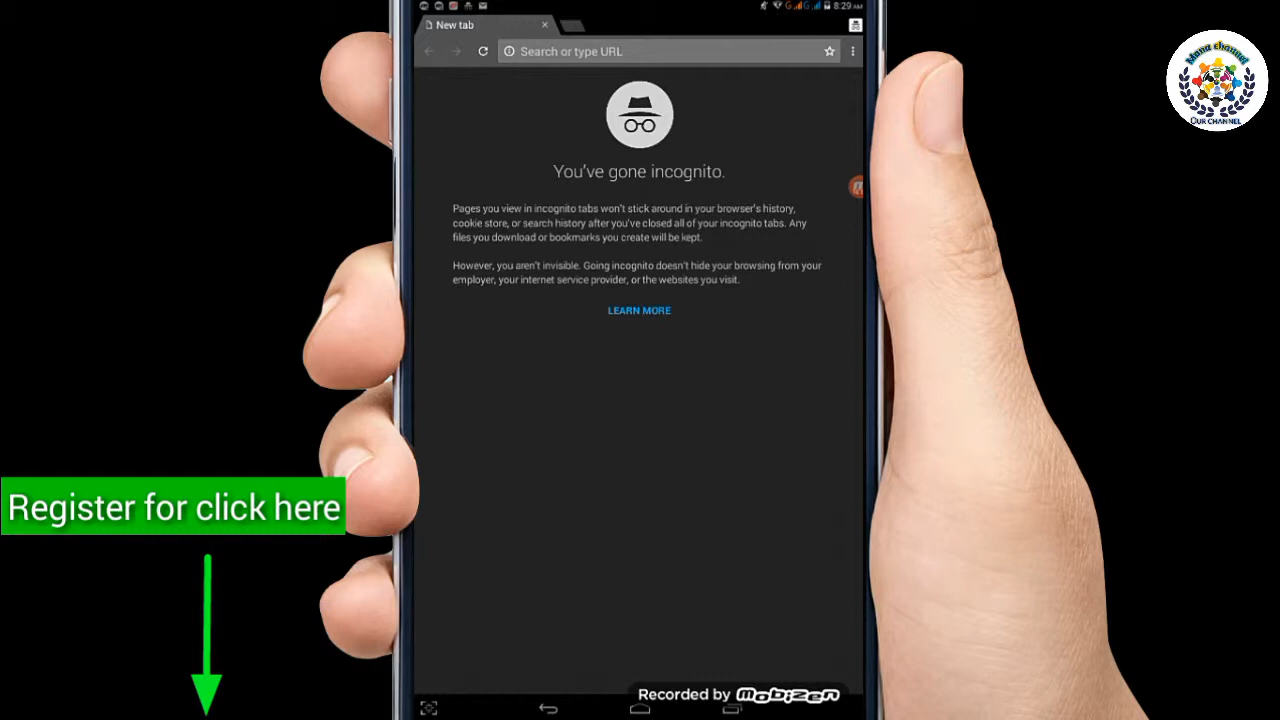 8:29AM
New tab
Search or type URL
Mana channel
OUR CHANNEL
You've gone incognito.
Pages you view in incognito tabs won't stick around in your browser's history,
cookie store, or search history after you've closed all of your incognito tabs. Any
files you download or bookmarks you create will be kept.
However, you aren't invisible. Going incognito doesn't hide your browsing from your
employer, your internet service provider, or the websites you visit.
LEARN MORE
Register for click here
Recorded by mobizen